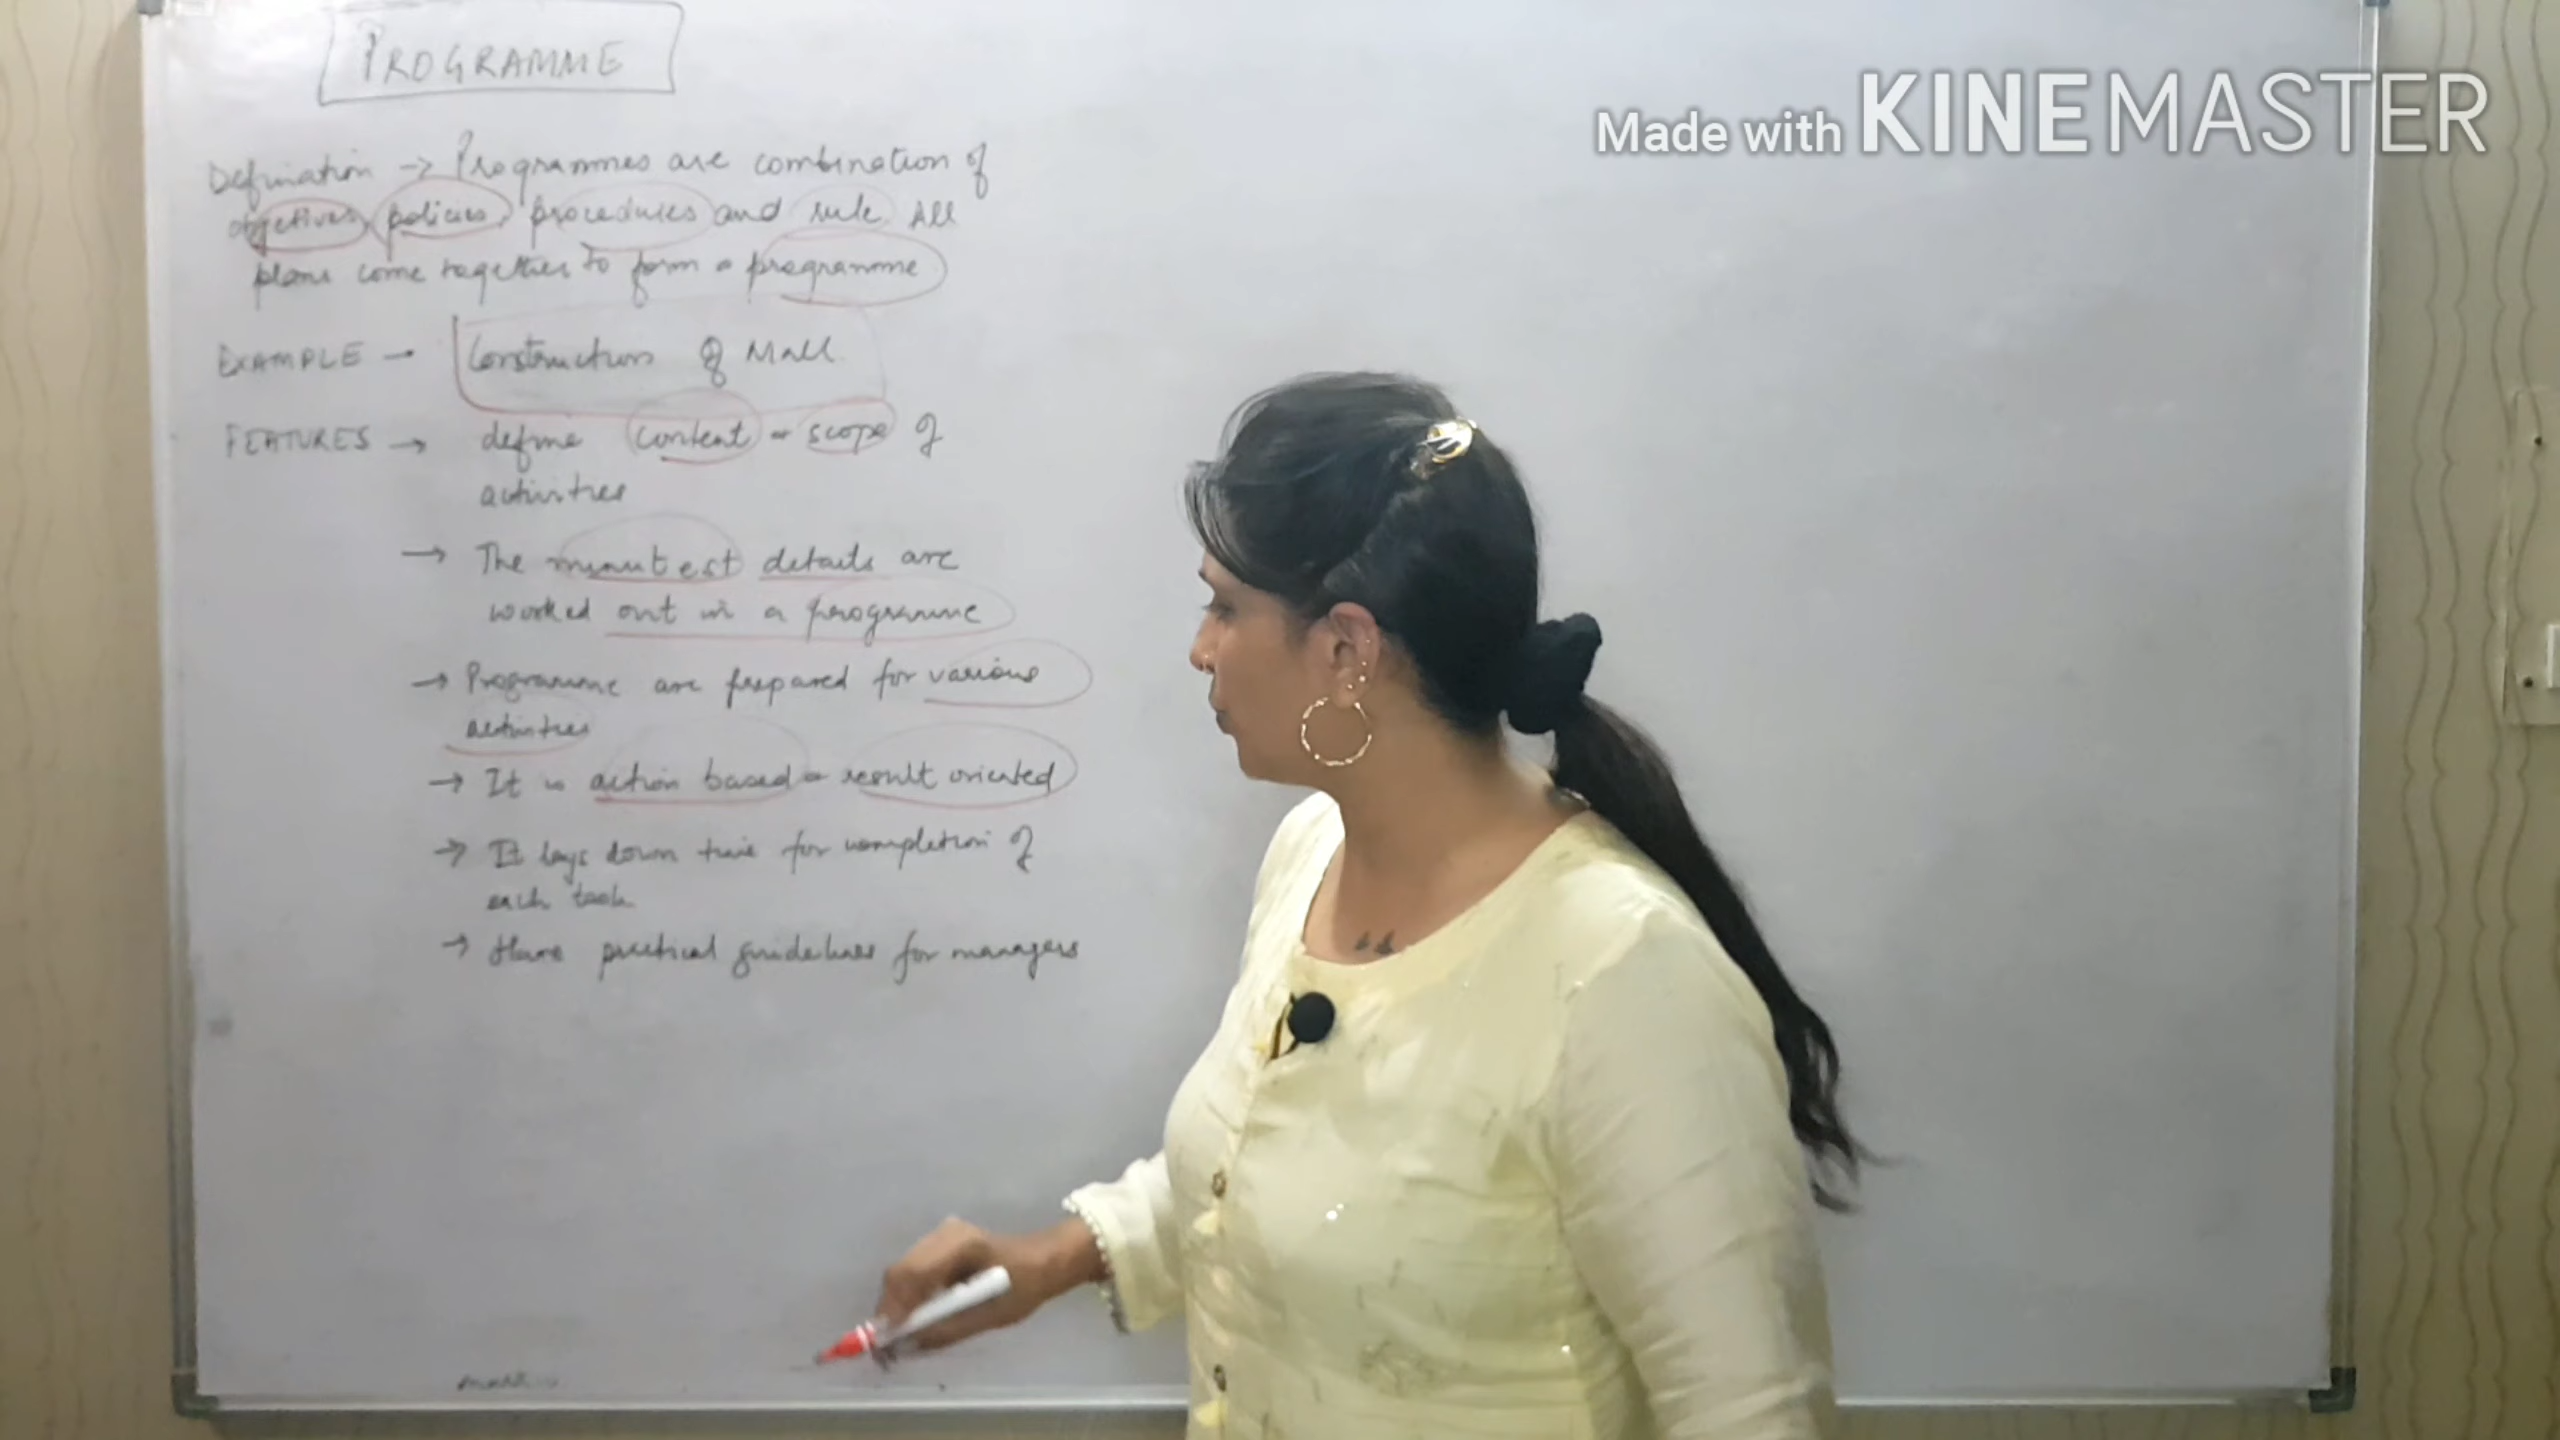 PROGRAMME
Made with KINEMASTER
Defination → Programmes are combination of
objetives, policies, procedures and rule. All
plans come together to form a programme
EXAMPLE → Construction of Mall
FEATURES → define content & scope of
activities
→ The minutest details are
worked out in a programme
→ Programme are prepared for various
activities
→ It is action based & result oriented
→ It lays down time for completion of
each task
→ Have practical guidelines for managers